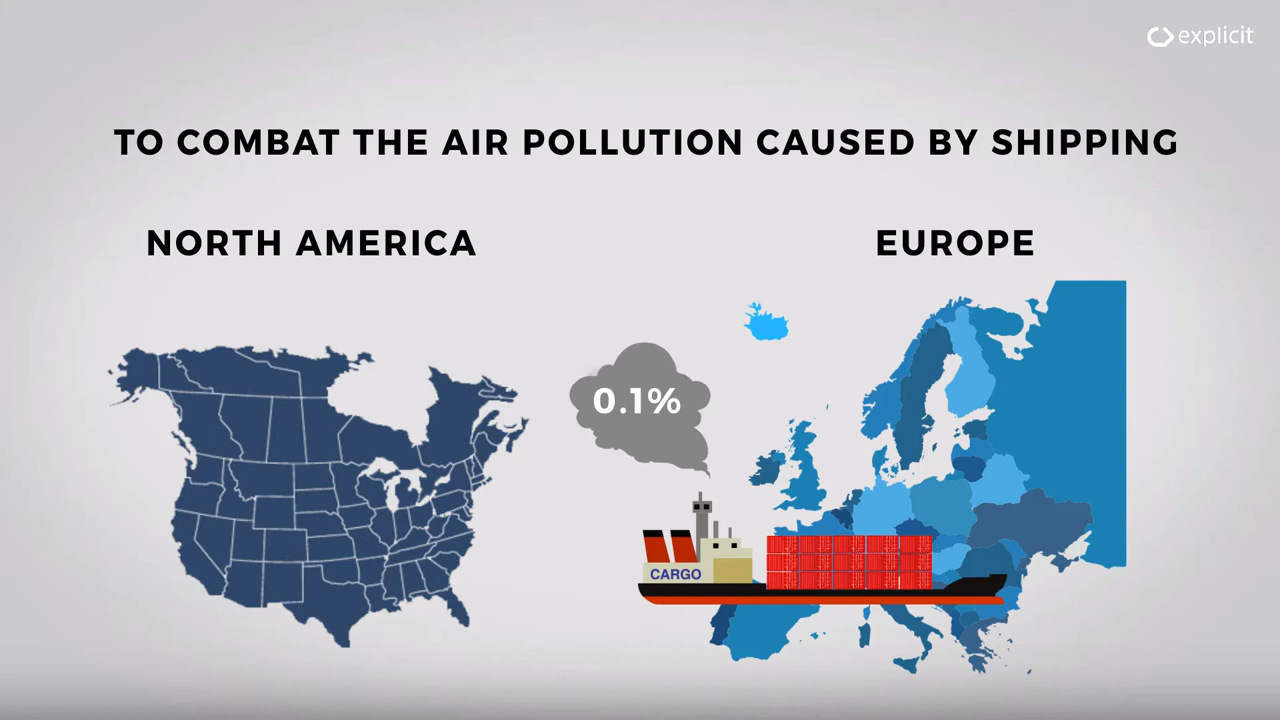 explicit
TO COMBAT THE AIR POLLUTION CAUSED BY SHIPPING
NORTH AMERICA
EUROPE
0.1%
CARGO